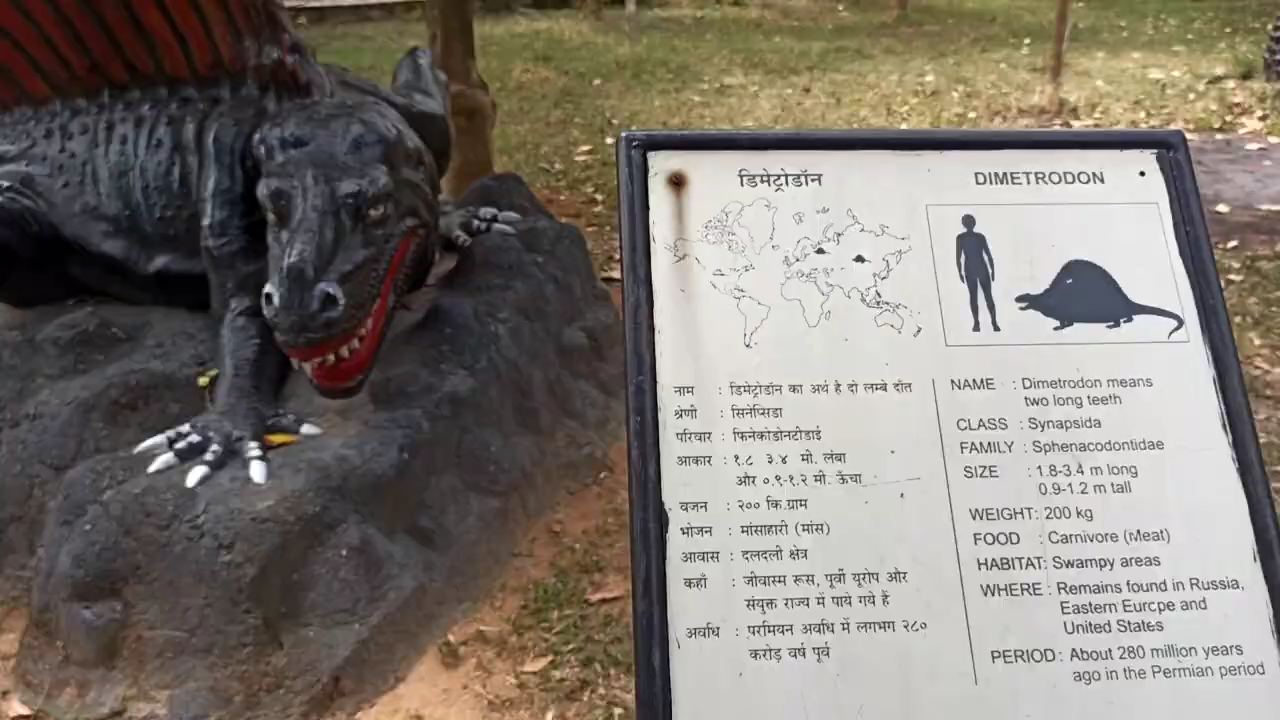 डिमेट्रोडॉन
नाम : डिमेट्रोडॉन का अर्थ है दो लम्बे दाँत
श्रेणी : सिनेप्सिडा
परिवार : फिनेकोडोनटीडाई
आकार : १.८ ३.४ मी. लंबा
और ०.९-१.२ मी. ऊँचा
वजन : २०० कि.ग्राम
भोजन : मांसाहारी (मांस)
आवास : दलदली क्षेत्र
कहाँ : जीवास्म रूस, पूर्वी यूरोप और
संयुक्त राज्य में पाये गये हैं
अवधि : परमियन अवधि में लगभग २८०
करोड़ वर्ष पूर्व
DIMETRODON
NAME : Dimetrodon means
two long teeth
CLASS : Synapsida
FAMILY : Sphenacodontidae
SIZE : 1.8-3.4 m long
0.9-1.2 m tall
WEIGHT: 200 kg
FOOD : Carnivore (Meat)
HABITAT: Swampy areas
WHERE : Remains found in Russia,
Eastern Europe and
United States
PERIOD: About 280 million years
ago in the Permian period